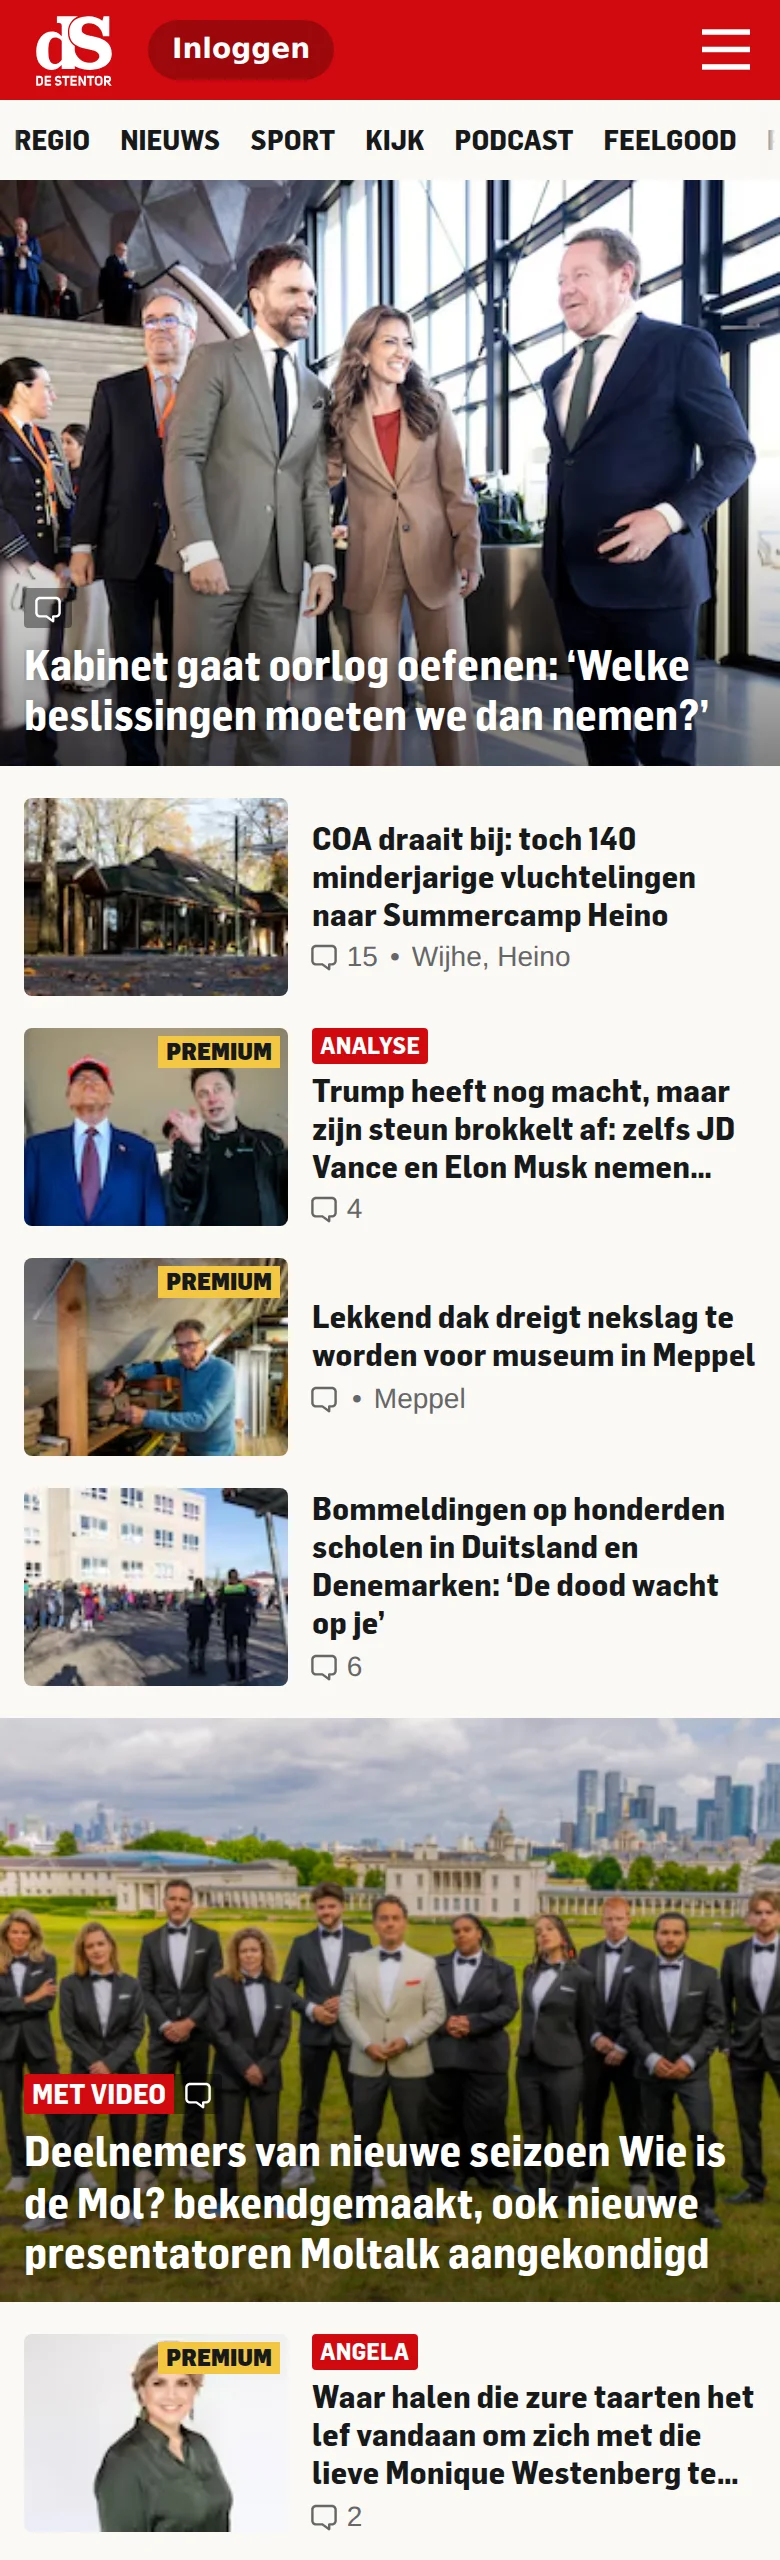 dS
DE STENTOR
Inloggen
REGIO NIEUWS SPORT KIJK PODCAST FEELGOOD
Kabinet gaat oorlog oefenen: ‘Welke
beslissingen moeten we dan nemen?’
COA draait bij: toch 140
minderjarige vluchtelingen
naar Summercamp Heino
15 • Wijhe, Heino
PREMIUM
ANALYSE
Trump heeft nog macht, maar
zijn steun brokkelt af: zelfs JD
Vance en Elon Musk nemen...
4
PREMIUM
Lekkend dak dreigt nekslag te
worden voor museum in Meppel
• Meppel
Bommeldingen op honderden
scholen in Duitsland en
Denemarken: ‘De dood wacht
op je’
6
MET VIDEO
Deelnemers van nieuwe seizoen Wie is
de Mol? bekendgemaakt, ook nieuwe
presentatoren Moltalk aangekondigd
PREMIUM
ANGELA
Waar halen die zure taarten het
lef vandaan om zich met die
lieve Monique Westenberg te...
2